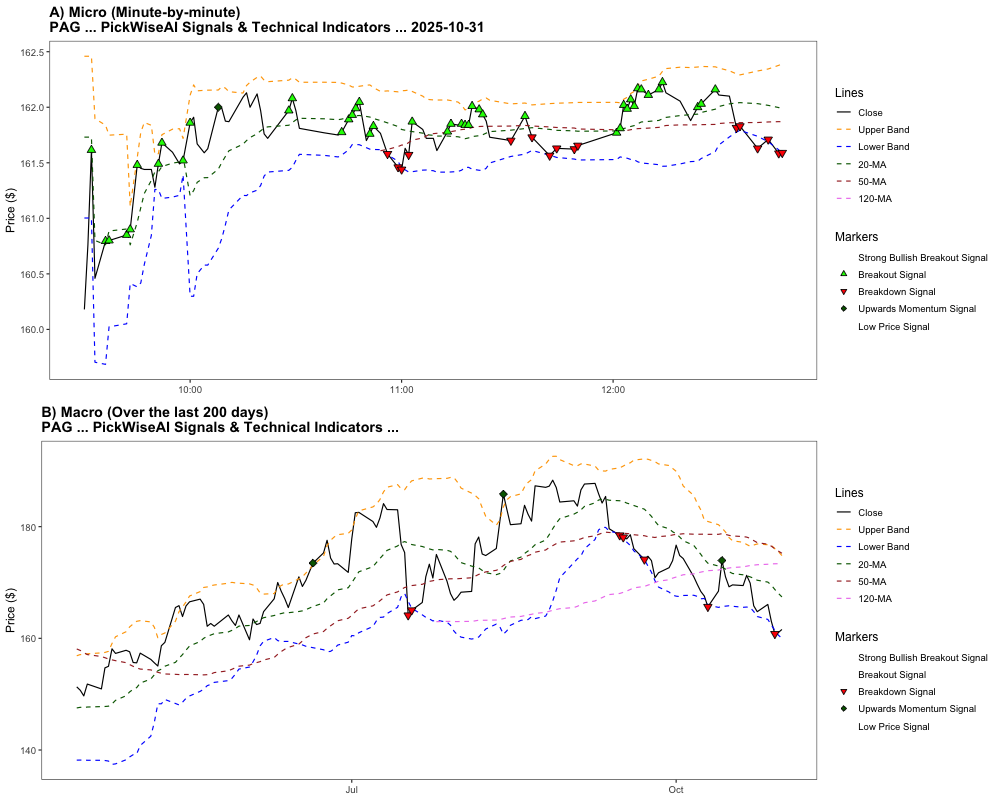 A) Micro (Minute-by-minute)
PAG ... PickWiseAI Signals & Technical Indicators ... 2025-10-31
162.5
162.0
161.5
161.0
160.5
160.0
Price ($)
10:00
11:00
12:00
Lines
Close
Upper Band
Lower Band
20-MA
50-MA
120-MA
Markers
Strong Bullish Breakout Signal
Breakout Signal
Breakdown Signal
Upwards Momentum Signal
Low Price Signal
B) Macro (Over the last 200 days)
PAG ... PickWiseAI Signals & Technical Indicators ...
180
160
140
Price ($)
Jul
Oct
Lines
Close
Upper Band
Lower Band
20-MA
50-MA
120-MA
Markers
Strong Bullish Breakout Signal
Breakout Signal
Breakdown Signal
Upwards Momentum Signal
Low Price Signal